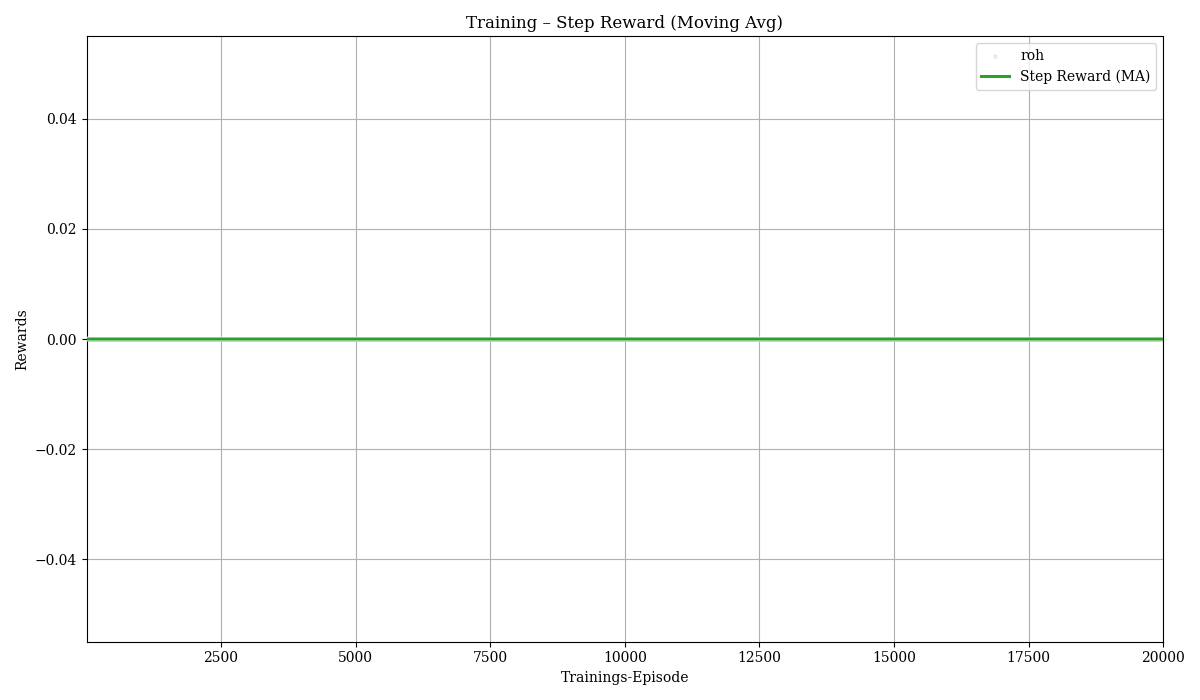 Training – Step Reward (Moving Avg)
roh
Step Reward (MA)
0.04
0.02
0.00
−0.02
−0.04
Rewards
2500 5000 7500 10000 12500 15000 17500 20000
Trainings-Episode